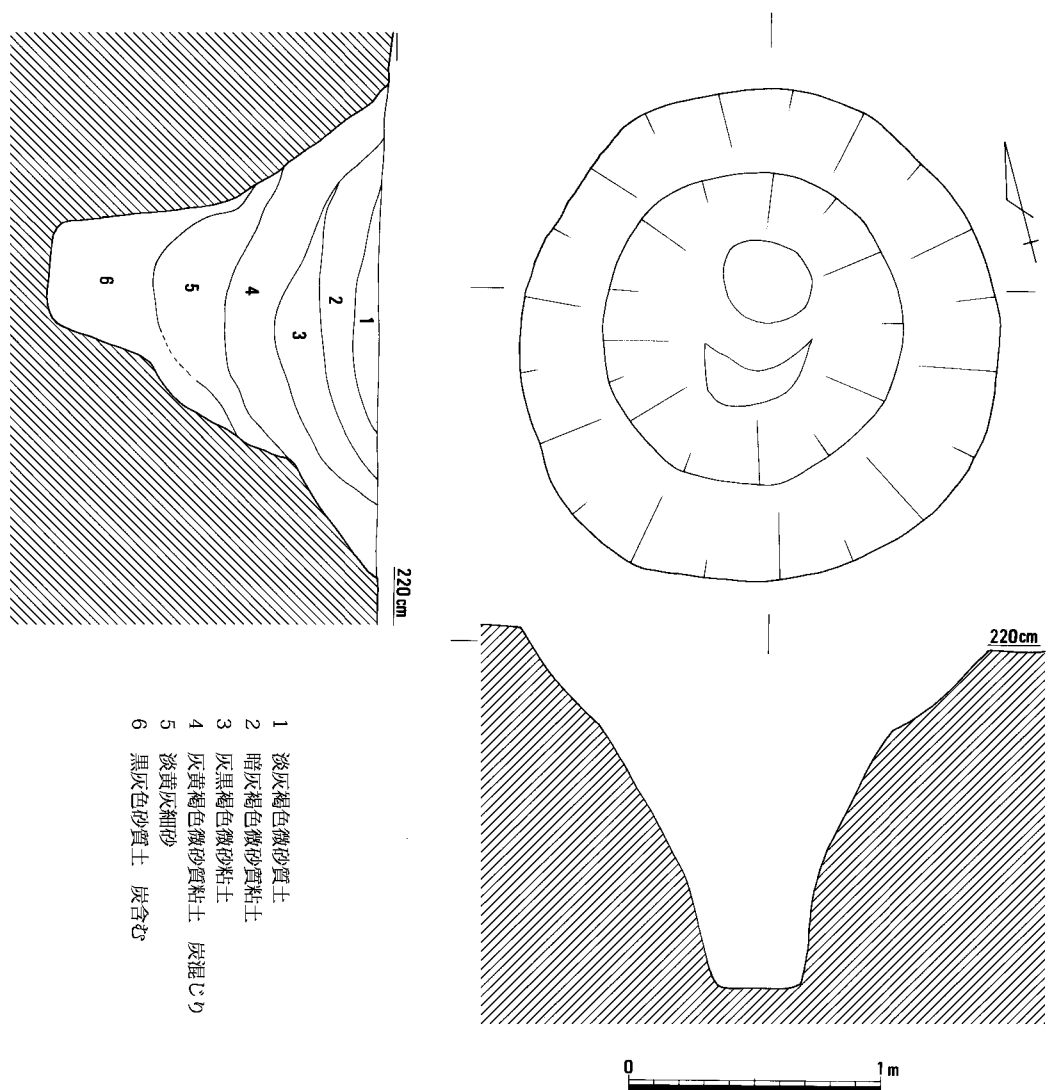 1
2
3
4
5
6
220cm
220cm
1 淡灰褐色微砂質土
2 暗灰褐色微砂質粘土
3 灰黒褐色微砂粘土
4 灰黄褐色微砂質粘土 炭混じり
5 淡黄灰細砂
6 黒灰色砂質土 炭含む
0 1m